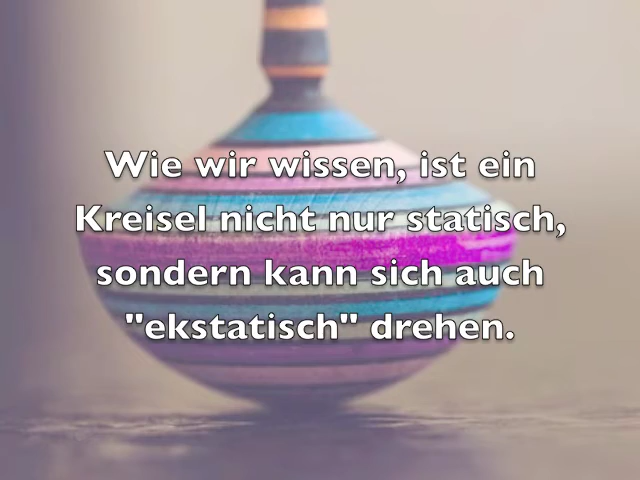 Wie wir wissen, ist ein
Kreisel nicht nur statisch,
sondern kann sich auch
"ekstatisch" drehen.